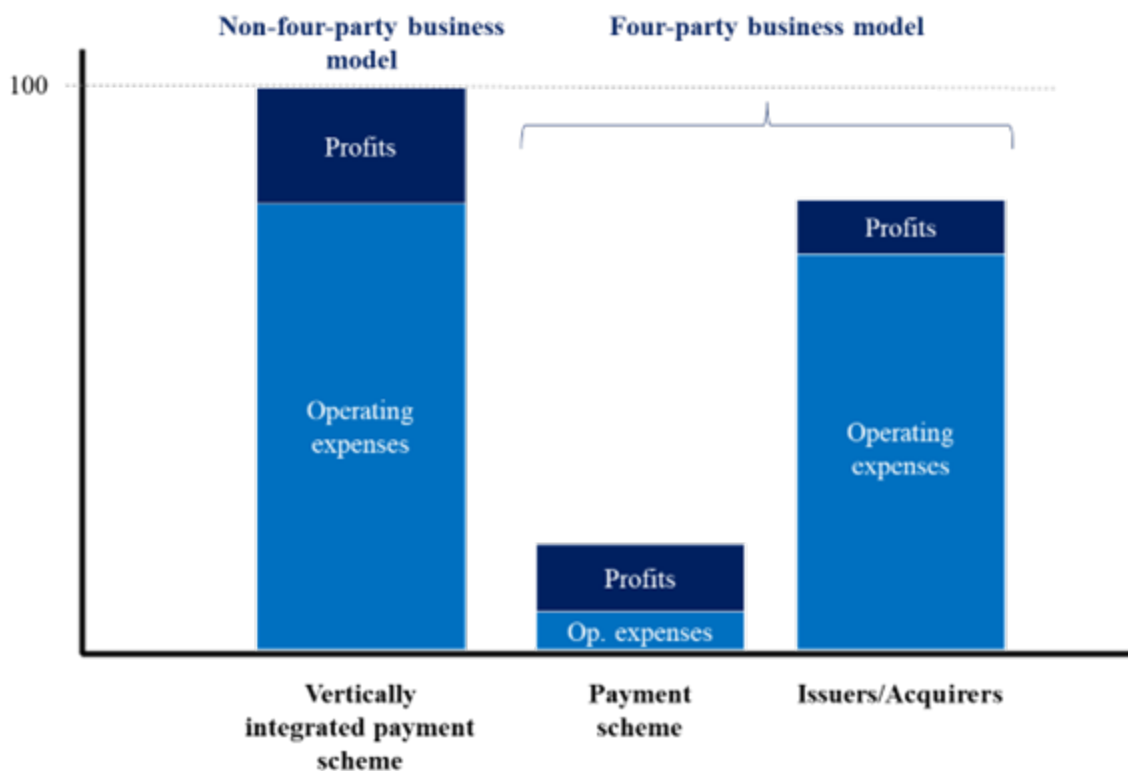 Non-four-party business
model
Four-party business model
100
Profits
Operating
expenses
Profits
Op. expenses
Profits
Operating
expenses
Vertically
integrated payment
scheme
Payment
scheme
Issuers/Acquirers